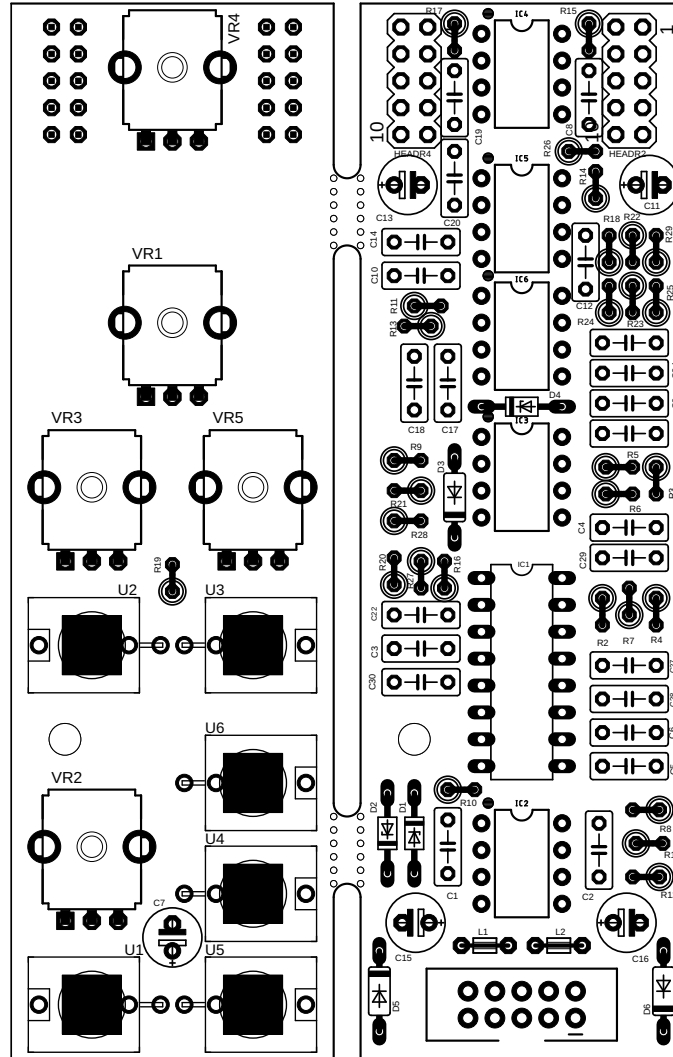 VR4
R17
IC4
R15
1
10
10
C19
C8
HEADR4
R26
HEADR2
IC5
R14
C13
C20
C11
C14
R18
R22
R29
C10
IC6
C12
R25
R11
R24
R23
R13
VR1
D4
C18
C17
IC3
VR3
VR5
R9
D3
R5
R3
R21
R6
R28
C4
R19
R20
R27
R16
IC1
C29
U2
U3
C22
R2
R7
R4
C3
C30
U6
VR2
D2
D1
R10
IC2
R8
U4
C7
C1
C2
U1
U5
C15
L1
L2
C16
D5
D6